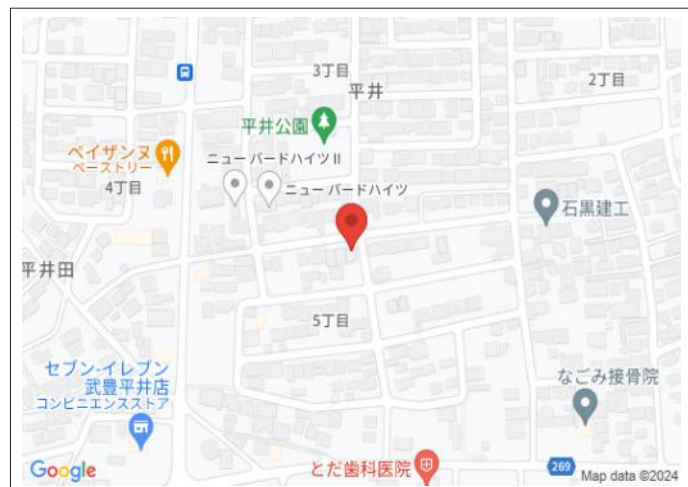 3丁目
平井
2丁目
平井公園
ペイザンヌ
ペーストリー
4丁目
ニュー バードハイツ II
ニュー バードハイツ
石黒建工
平井田
5丁目
セブン-イレブン
武豊平井店
コンビニエンスストア
なごみ接骨院
とだ歯科医院
269
Google
Map data ©2024